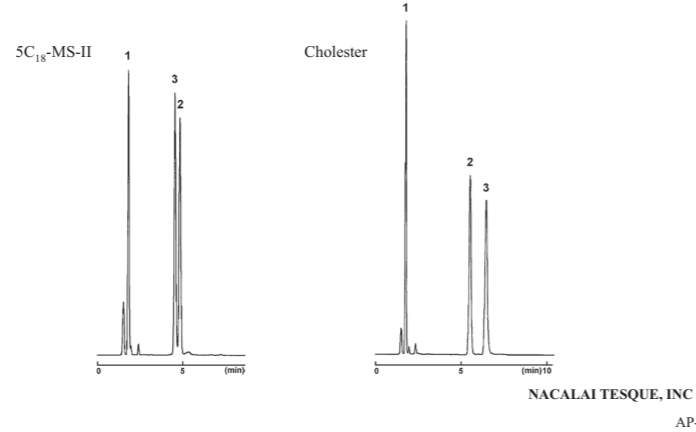 5C₁₈-MS-II
1
3
2
0
5
(min)
Cholester
1
2
3
0
5
(min)10
NACALAI TESQUE, INC
AP-